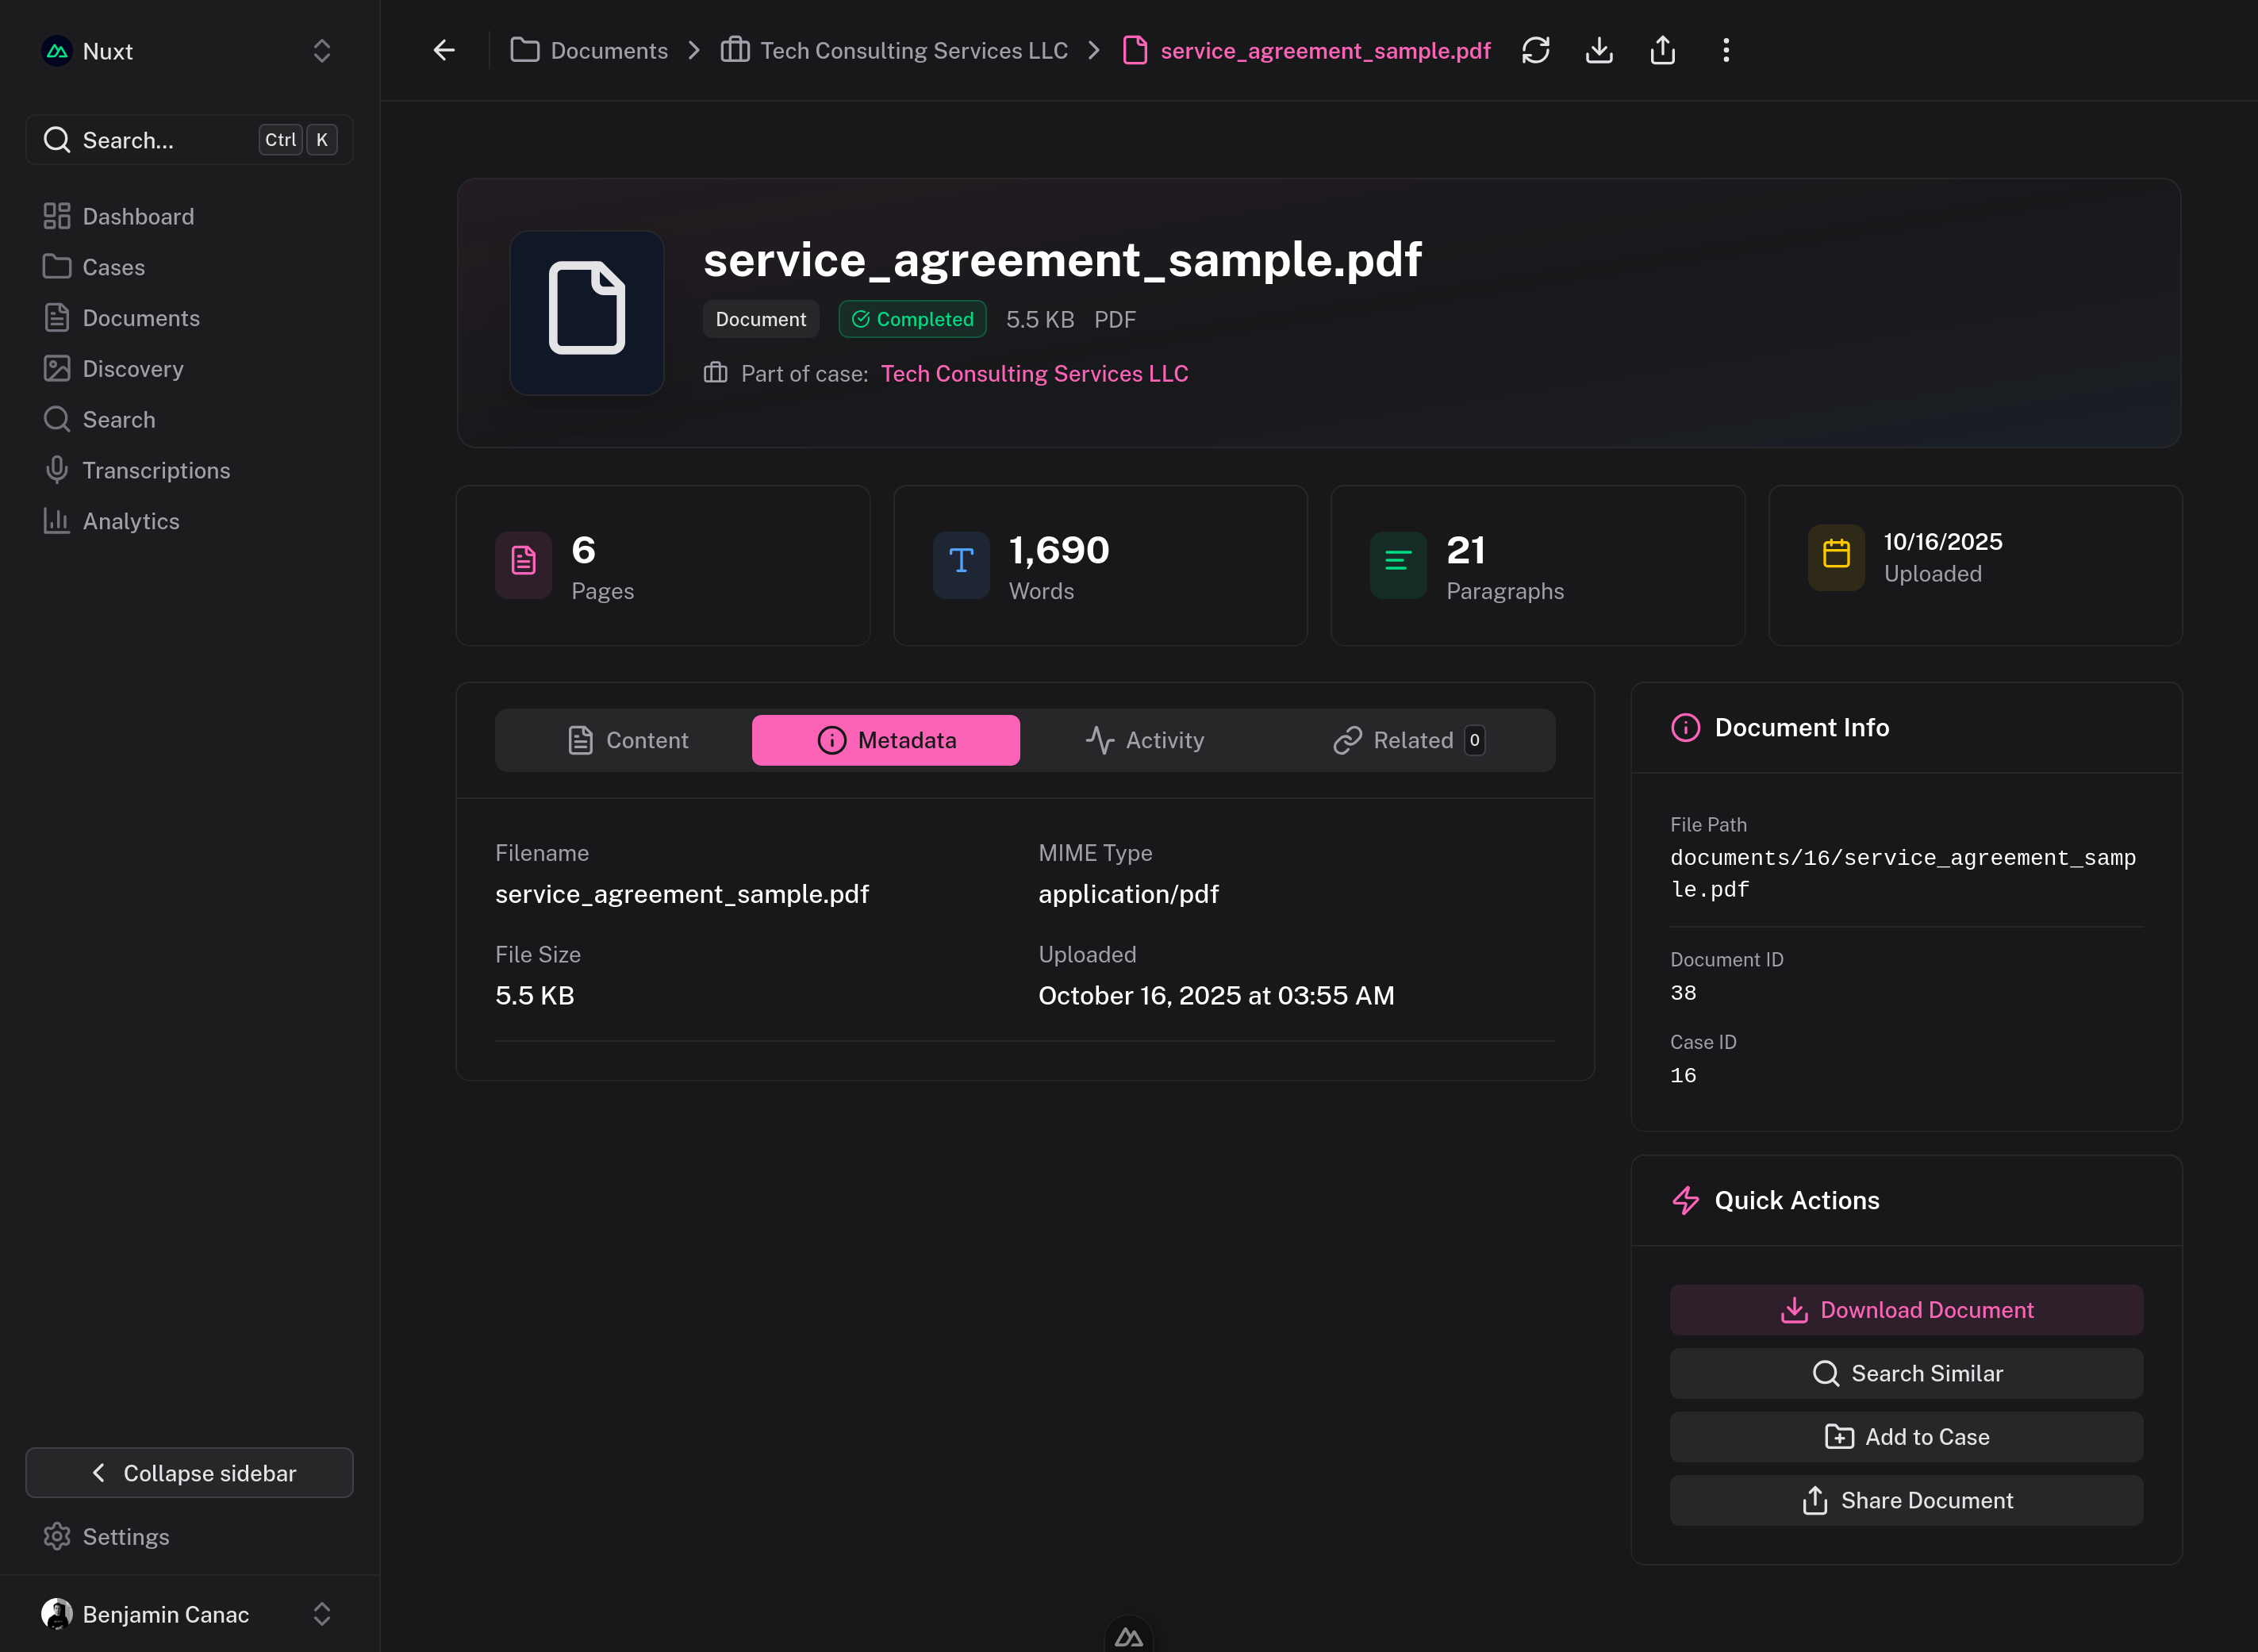 Nuxt
Search...
Ctrl K
Dashboard
Cases
Documents
Discovery
Search
Transcriptions
Analytics
Collapse sidebar
Settings
Benjamin Canac
Documents
Tech Consulting Services LLC
service_agreement_sample.pdf
service_agreement_sample.pdf
Document Completed 5.5 KB PDF
Part of case: Tech Consulting Services LLC
6
Pages
1,690
Words
21
Paragraphs
10/16/2025
Uploaded
Content
Metadata
Activity
Related 0
Filename
service_agreement_sample.pdf
MIME Type
application/pdf
File Size
5.5 KB
Uploaded
October 16, 2025 at 03:55 AM
Document Info
File Path
documents/16/service_agreement_samp
le.pdf
Document ID
38
Case ID
16
Quick Actions
Download Document
Search Similar
Add to Case
Share Document